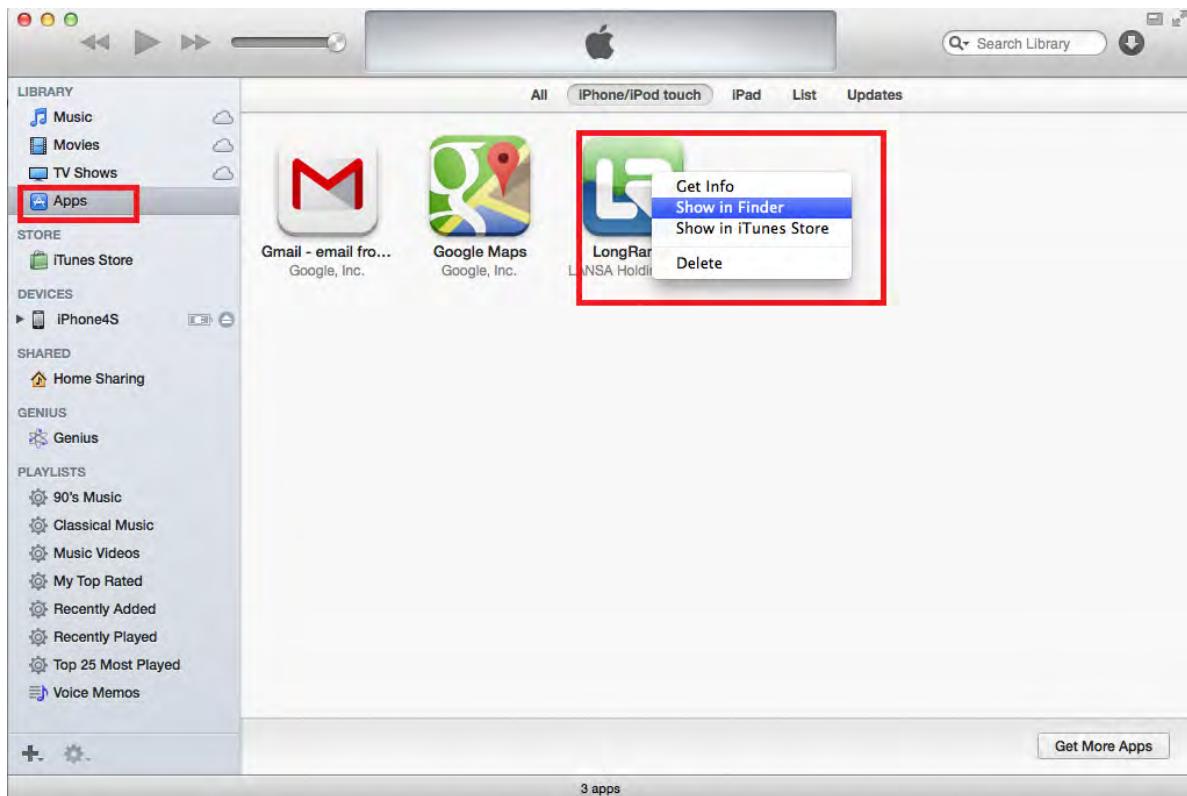 Search Library
LIBRARY
Music
Movies
TV Shows
Apps
STORE
iTunes Store
DEVICES
iPhone4S
SHARED
Home Sharing
GENIUS
Genius
PLAYLISTS
90's Music
Classical Music
Music Videos
My Top Rated
Recently Added
Recently Played
Top 25 Most Played
Voice Memos
All iPhone/iPod touch iPad List Updates
Gmail - email fro...
Google, Inc.
Google Maps
Google, Inc.
Get Info
Show in Finder
Show in iTunes Store
Delete
3 apps
Get More Apps